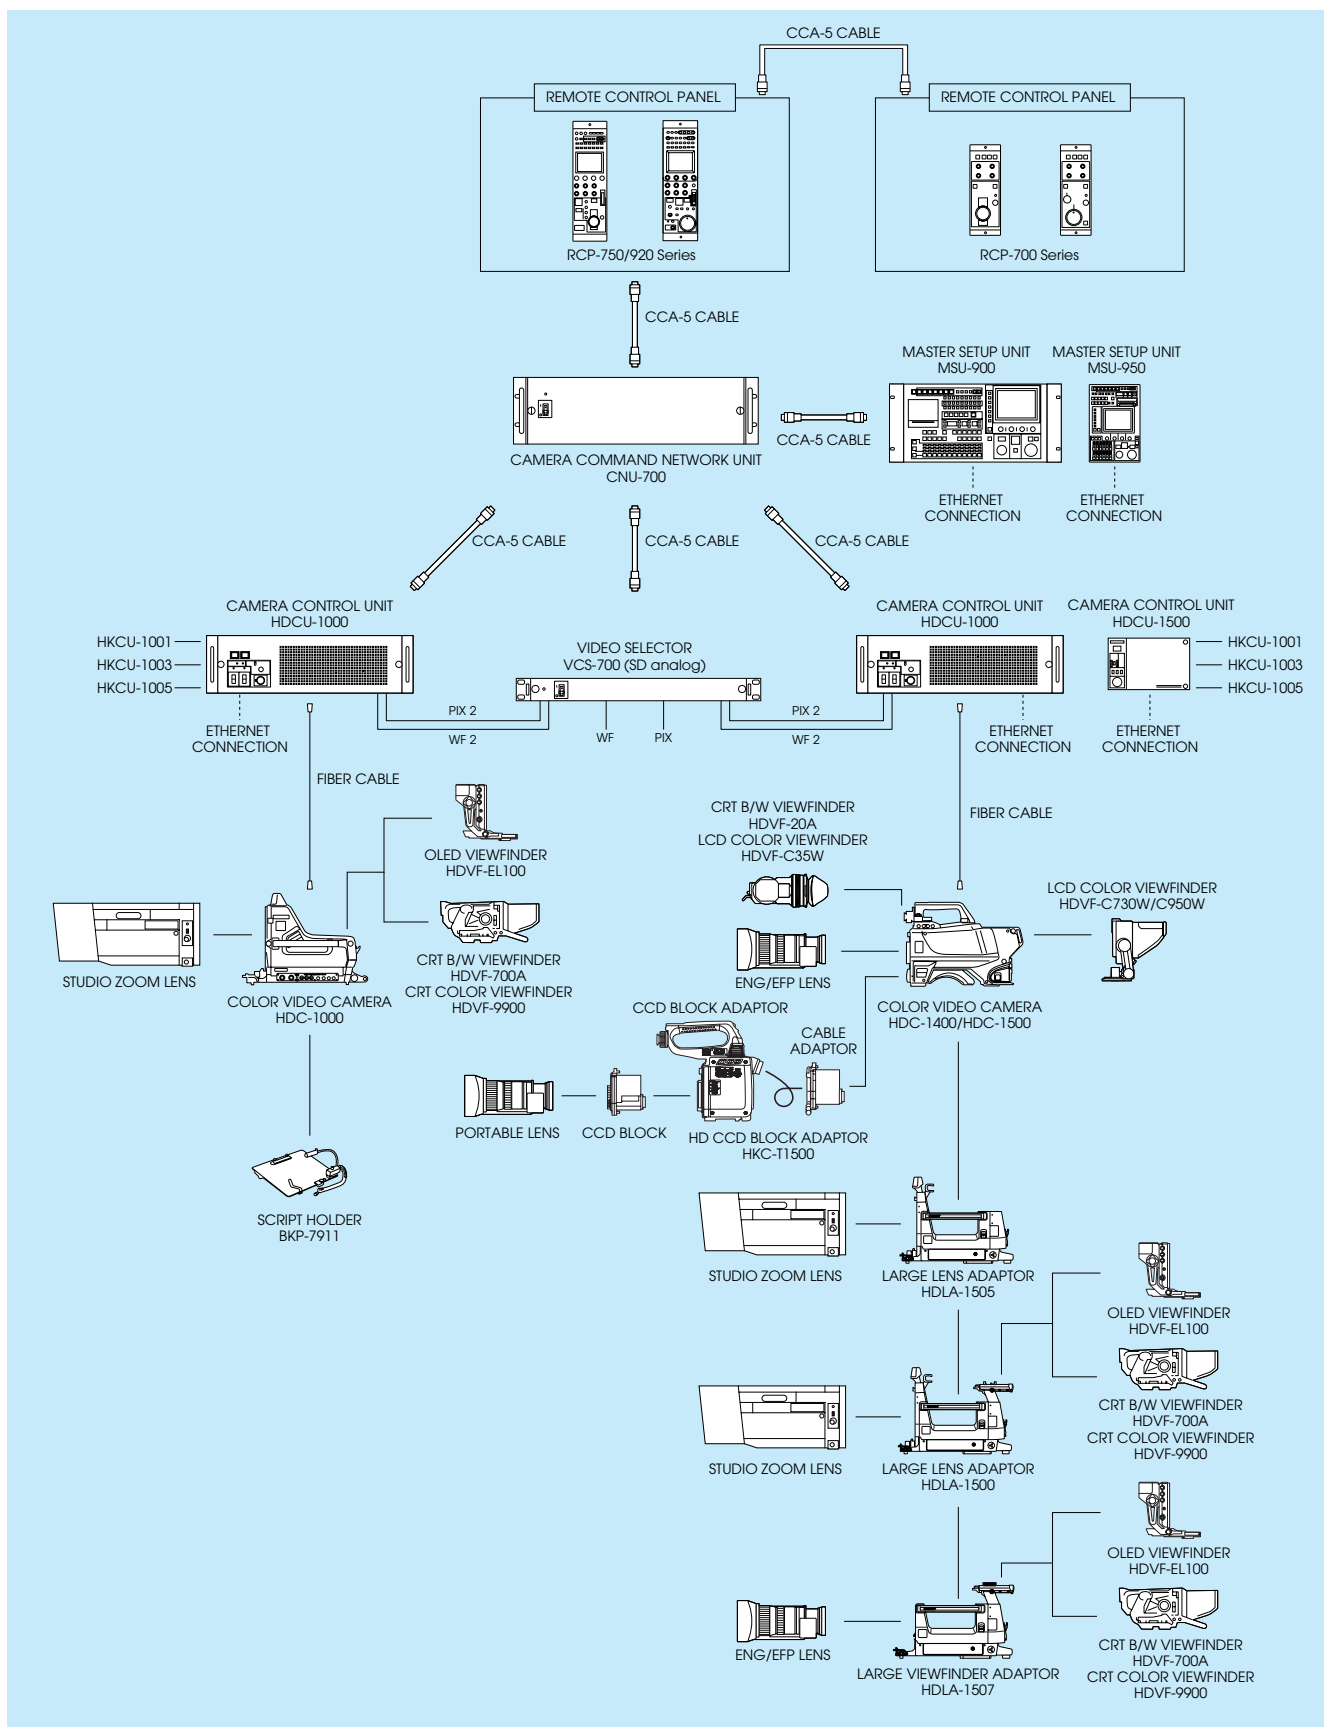 CCA-5 CABLE
REMOTE CONTROL PANEL
REMOTE CONTROL PANEL
RCP-750/920 Series
RCP-700 Series
CCA-5 CABLE
MASTER SETUP UNIT
MSU-900
MASTER SETUP UNIT
MSU-950
CCA-5 CABLE
CAMERA COMMAND NETWORK UNIT
CNU-700
ETHERNET
CONNECTION
ETHERNET
CONNECTION
CCA-5 CABLE
CCA-5 CABLE
CCA-5 CABLE
CAMERA CONTROL UNIT
HDCU-1000
CAMERA CONTROL UNIT
HDCU-1000
CAMERA CONTROL UNIT
HDCU-1500
HKCU-1001
HKCU-1003
HKCU-1005
VIDEO SELECTOR
VCS-700 (SD analog)
HKCU-1001
HKCU-1003
HKCU-1005
PIX 2
WF 2
WF
PIX
PIX 2
WF 2
ETHERNET
CONNECTION
ETHERNET
CONNECTION
ETHERNET
CONNECTION
FIBER CABLE
FIBER CABLE
OLED VIEWFINDER
HDVF-EL100
CRT B/W VIEWFINDER
HDVF-20A
LCD COLOR VIEWFINDER
HDVF-C35W
LCD COLOR VIEWFINDER
HDVF-C730W/C950W
STUDIO ZOOM LENS
CRT B/W VIEWFINDER
HDVF-700A
CRT COLOR VIEWFINDER
HDVF-9900
COLOR VIDEO CAMERA
HDC-1000
ENG/EFP LENS
COLOR VIDEO CAMERA
HDC-1400/HDC-1500
CCD BLOCK ADAPTOR
CABLE
ADAPTOR
PORTABLE LENS
CCD BLOCK
HD CCD BLOCK ADAPTOR
HKC-T1500
SCRIPT HOLDER
BKP-7911
STUDIO ZOOM LENS
LARGE LENS ADAPTOR
HDLA-1505
OLED VIEWFINDER
HDVF-EL100
CRT B/W VIEWFINDER
HDVF-700A
CRT COLOR VIEWFINDER
HDVF-9900
STUDIO ZOOM LENS
LARGE LENS ADAPTOR
HDLA-1500
OLED VIEWFINDER
HDVF-EL100
ENG/EFP LENS
LARGE VIEWFINDER ADAPTOR
HDLA-1507
CRT B/W VIEWFINDER
HDVF-700A
CRT COLOR VIEWFINDER
HDVF-9900